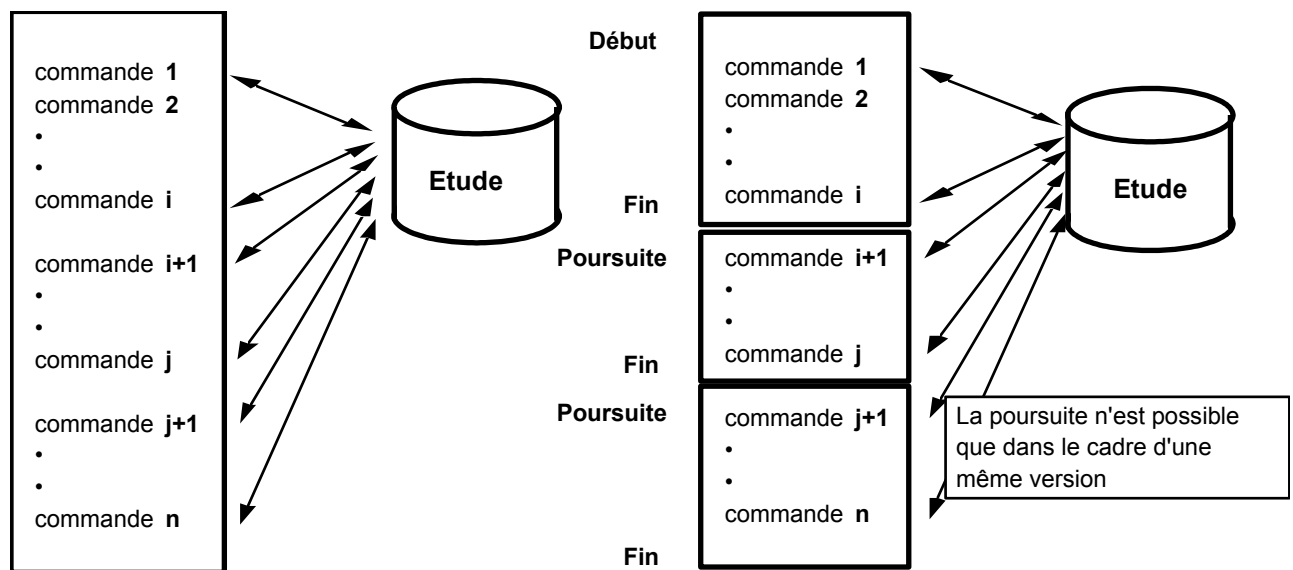 commande 1
commande 2
•
•
commande i
commande i+1
•
•
commande j
commande j+1
•
•
commande n
Etude
Début
commande 1
commande 2
•
•
commande i
Fin
Poursuite
commande i+1
•
•
commande j
Fin
Poursuite
commande j+1
•
•
commande n
Fin
Etude
La poursuite n'est possible
que dans le cadre d'une
même version